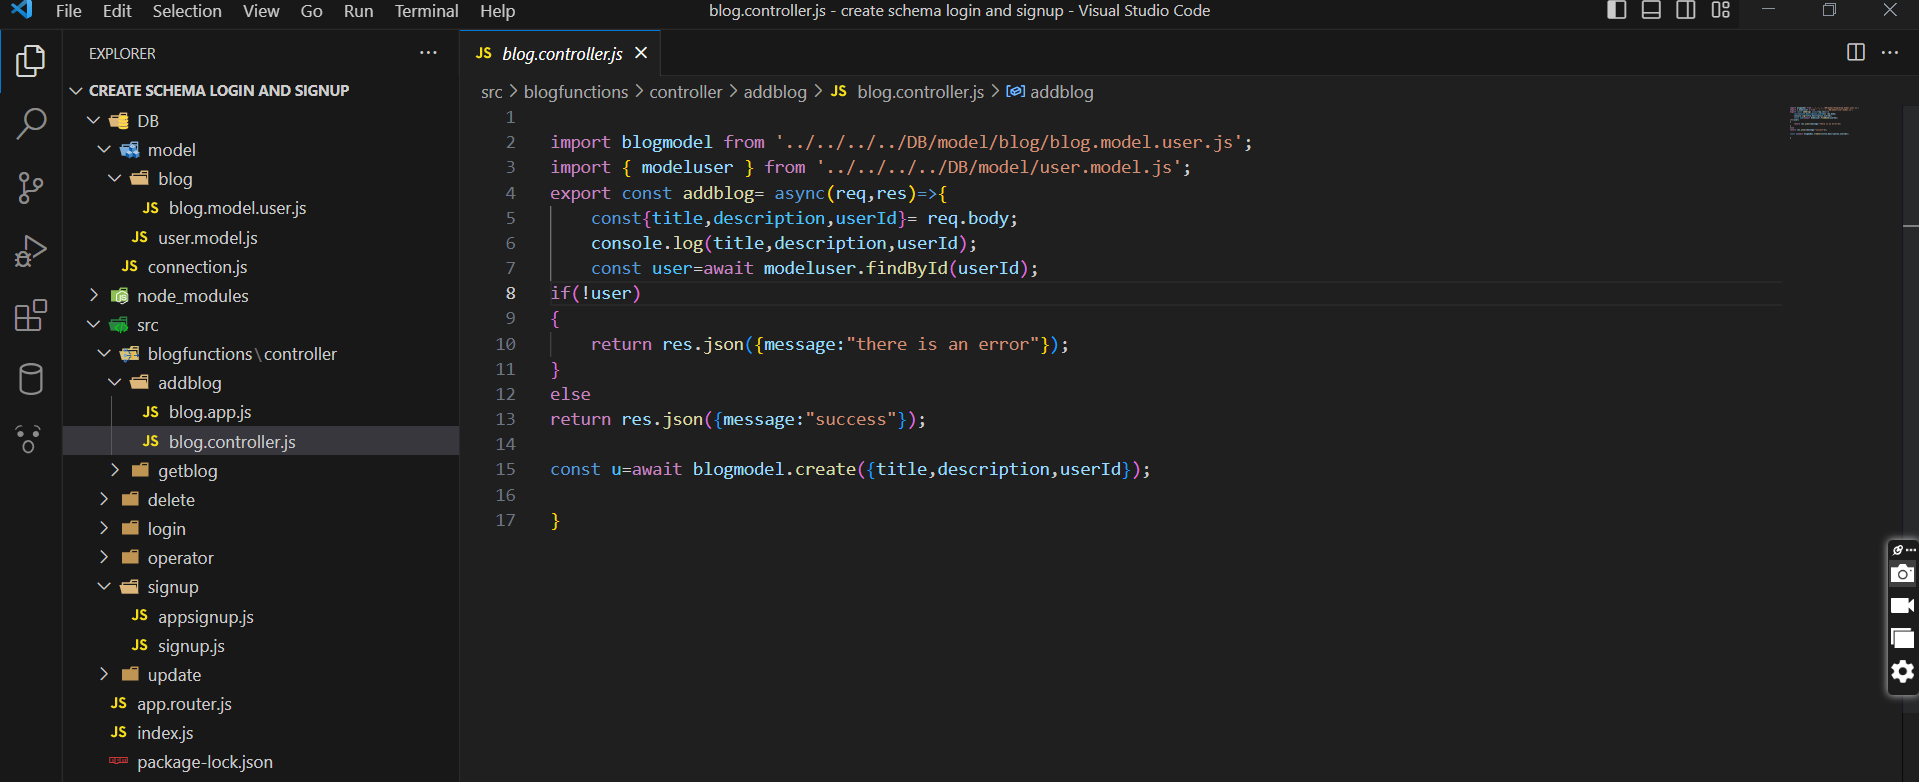 File Edit Selection View Go Run Terminal Help
blog.controller.js - create schema login and signup - Visual Studio Code
EXPLORER
CREATE SCHEMA LOGIN AND SIGNUP
DB
model
blog
JS blog.model.user.js
JS user.model.js
JS connection.js
node_modules
src
blogfunctions\controller
addblog
JS blog.app.js
JS blog.controller.js
getblog
delete
login
operator
signup
JS appsignup.js
JS signup.js
update
JS app.router.js
JS index.js
package-lock.json
JS blog.controller.js
src > blogfunctions > controller > addblog > JS blog.controller.js > addblog
1
2 import blogmodel from '../../../../DB/model/blog/blog.model.user.js';
3 import { modeluser } from '../../../../DB/model/user.model.js';
4 export const addblog= async(req,res)=>{
5     const{title,description,userId}= req.body;
6     console.log(title,description,userId);
7     const user=await modeluser.findById(userId);
8 if(!user)
9 {
10     return res.json({message:"there is an error"});
11 }
12 else
13 return res.json({message:"success"});
14
15 const u=await blogmodel.create({title,description,userId});
16
17 }